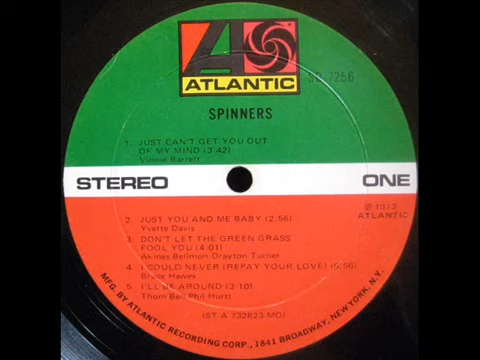 ATLANTIC
SD 7256
SPINNERS
1. JUST CAN'T GET YOU OUT
OF MY MIND (3:42)
Vinnie Barrett
STEREO
ONE
℗ 1973
ATLANTIC
2. JUST YOU AND ME BABY (2:56)
Yvette Davis
3. DON'T LET THE GREEN GRASS
FOOL YOU (4:01)
Akines Bellmon Drayton Turner
4. I COULD NEVER (REPAY YOUR LOVE) (6:56)
Bruce Hawes
5. I'LL BE AROUND (3:10)
Thom Bell Phil Hurtt
(ST A 732823 MO)
MFG. BY ATLANTIC RECORDING CORP., 1841 BROADWAY, NEW YORK, N.Y.